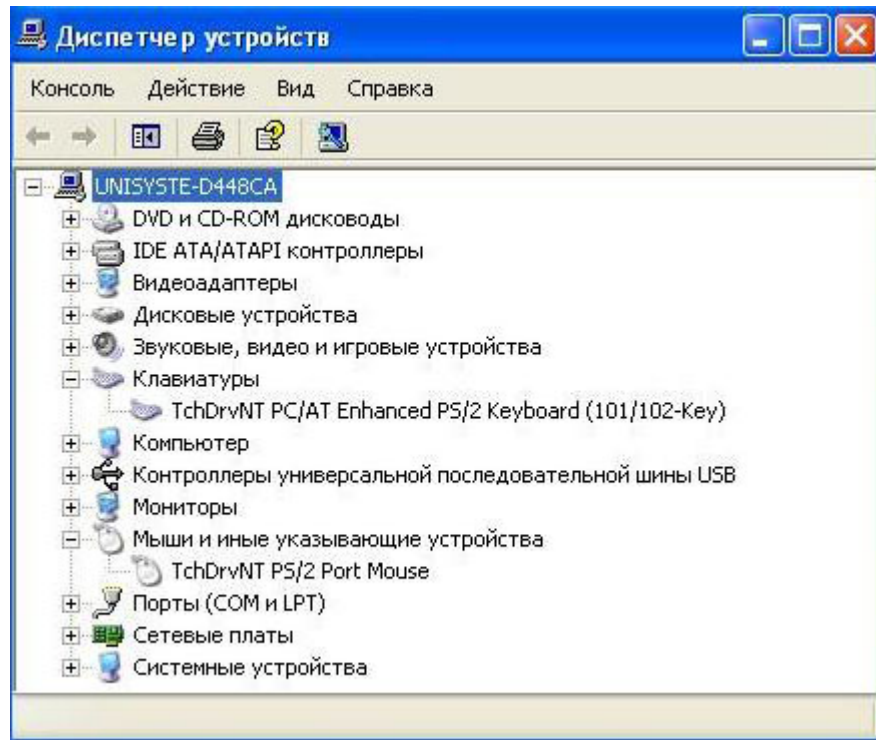 Диспетчер устройств
Консоль Действие Вид Справка
UNISYSTE-D448CA
DVD и CD-ROM дисководы
IDE ATA/ATAPI контроллеры
Видеоадаптеры
Дисковые устройства
Звуковые, видео и игровые устройства
Клавиатуры
TchDrvNT PC/AT Enhanced PS/2 Keyboard (101/102-Key)
Компьютер
Контроллеры универсальной последовательной шины USB
Мониторы
Мыши и иные указывающие устройства
TchDrvNT PS/2 Port Mouse
Порты (COM и LPT)
Сетевые платы
Системные устройства